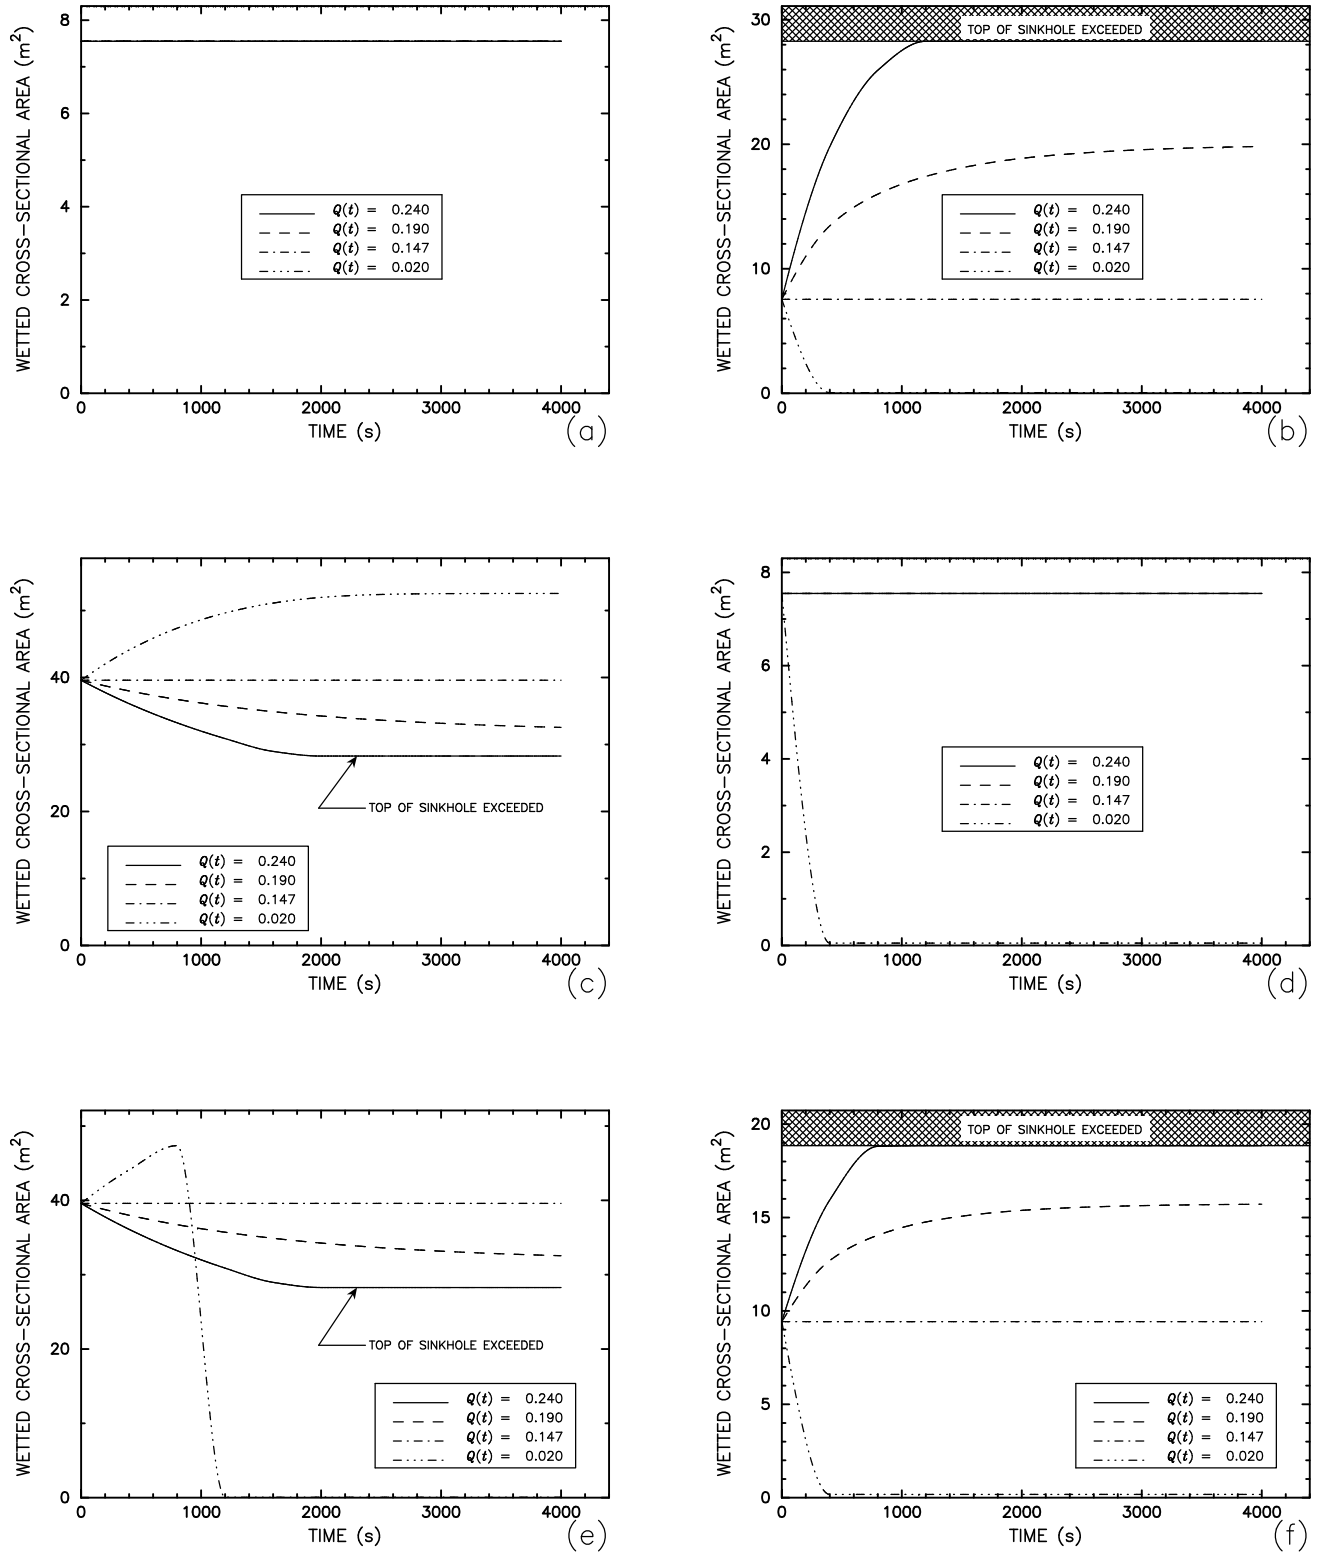 WETTED CROSS-SECTIONAL AREA (m²)
8
6
4
2
0
Q(t) = 0.240
Q(t) = 0.190
Q(t) = 0.147
Q(t) = 0.020
0 1000 2000 3000 4000
TIME (s)
(a)
WETTED CROSS-SECTIONAL AREA (m²)
30
20
10
0
TOP OF SINKHOLE EXCEEDED
Q(t) = 0.240
Q(t) = 0.190
Q(t) = 0.147
Q(t) = 0.020
0 1000 2000 3000 4000
TIME (s)
(b)
WETTED CROSS-SECTIONAL AREA (m²)
40
20
0
TOP OF SINKHOLE EXCEEDED
Q(t) = 0.240
Q(t) = 0.190
Q(t) = 0.147
Q(t) = 0.020
0 1000 2000 3000 4000
TIME (s)
(c)
WETTED CROSS-SECTIONAL AREA (m²)
8
6
4
2
0
Q(t) = 0.240
Q(t) = 0.190
Q(t) = 0.147
Q(t) = 0.020
0 1000 2000 3000 4000
TIME (s)
(d)
WETTED CROSS-SECTIONAL AREA (m²)
40
20
0
TOP OF SINKHOLE EXCEEDED
Q(t) = 0.240
Q(t) = 0.190
Q(t) = 0.147
Q(t) = 0.020
0 1000 2000 3000 4000
TIME (s)
(e)
WETTED CROSS-SECTIONAL AREA (m²)
20
15
10
5
0
TOP OF SINKHOLE EXCEEDED
Q(t) = 0.240
Q(t) = 0.190
Q(t) = 0.147
Q(t) = 0.020
0 1000 2000 3000 4000
TIME (s)
(f)